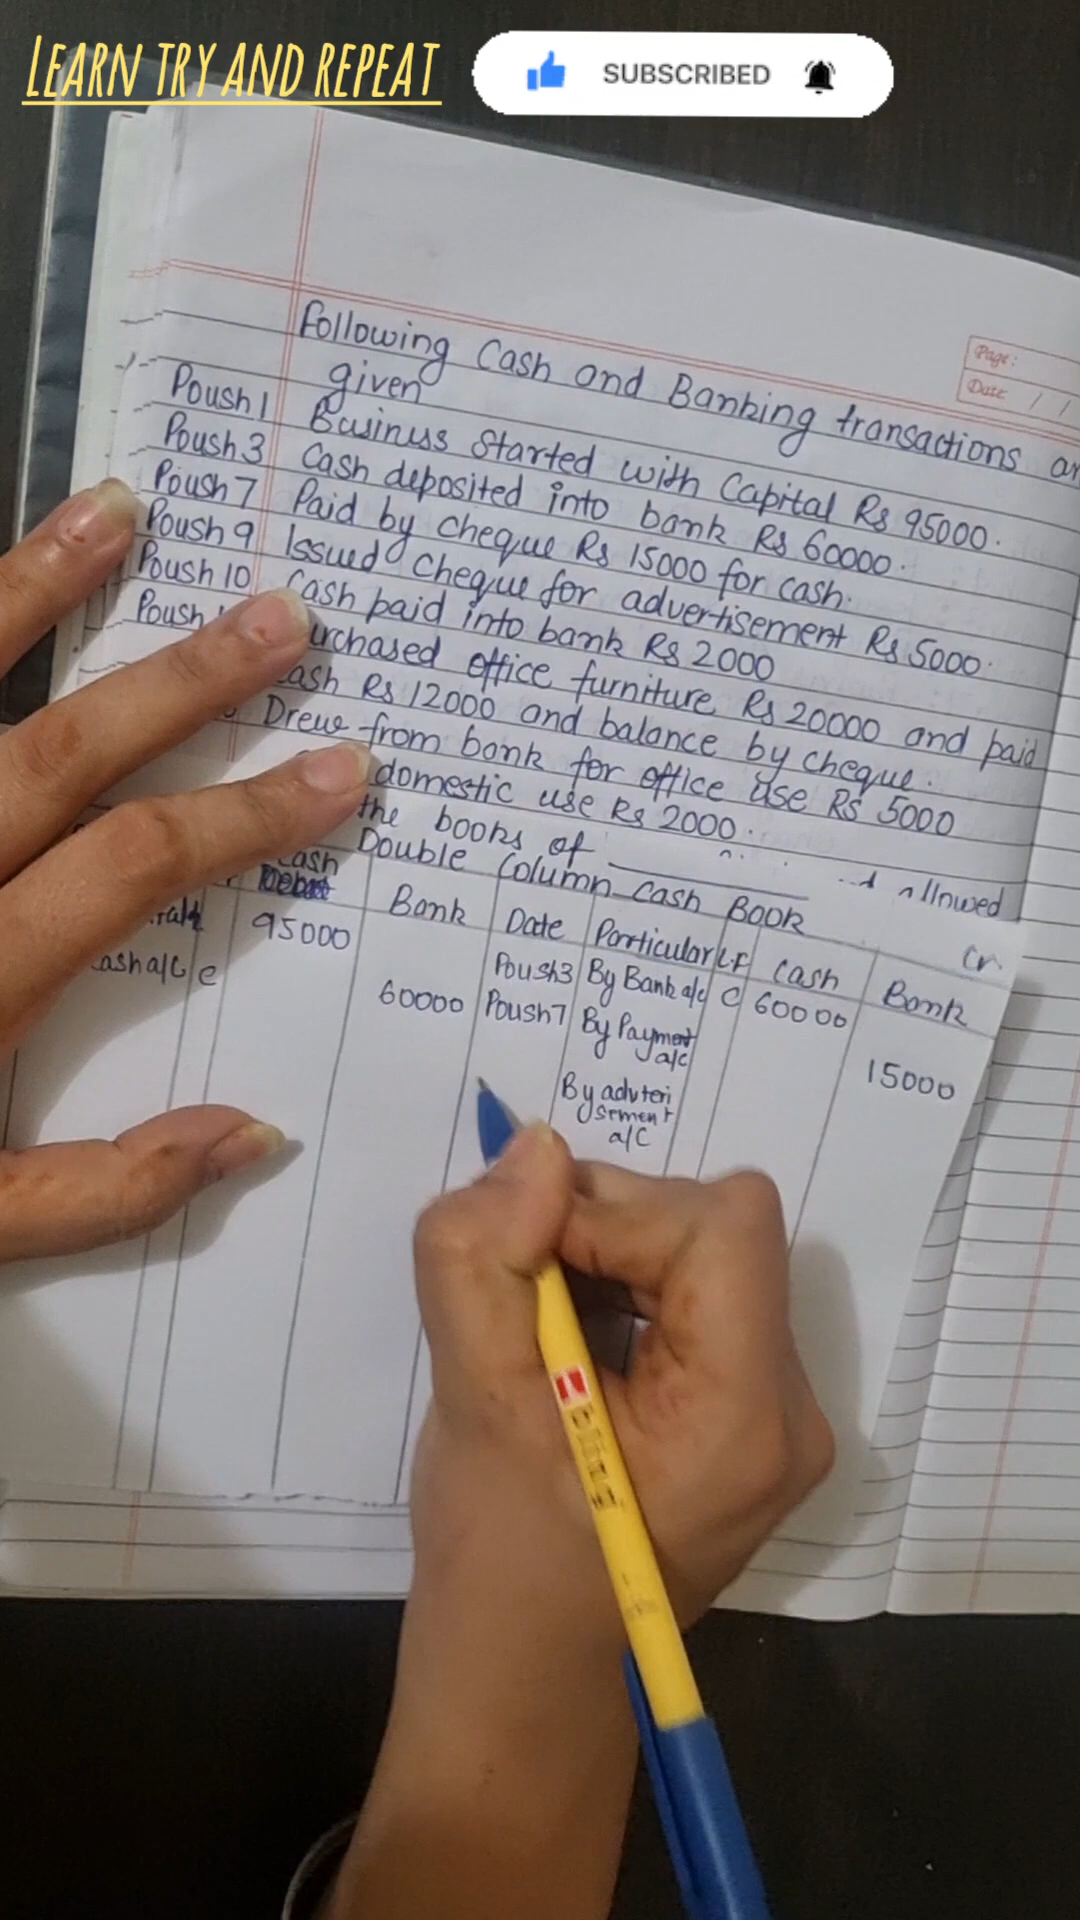 LEARN TRY AND REPEAT
SUBSCRIBED
Page:
Date / /
Following Cash and Banking transactions
given
Poush 1 Business Started with Capital Rs 95000.
Poush 3 Cash deposited into bank Rs 60000.
Poush 7 Paid by cheque Rs 15000 for cash.
Poush 9 Issued cheque for advertisement Rs 5000.
Poush 10 Cash paid into bank Rs 2000
Poush urchased office furniture Rs 20000 and paid
cash Rs 12000 and balance by cheque.
Drew from bank for office use Rs 5000
domestic use Rs 2000.
the books of
allowed
Double Column Cash Book
Cr.
Cash Bank Date Particular L.F Cash Bank
95000 Poush3 By Bank a/c C 60000
cash a/c e 60000 Poush7 By Payment a/c 15000
By advteri
sement
a/c